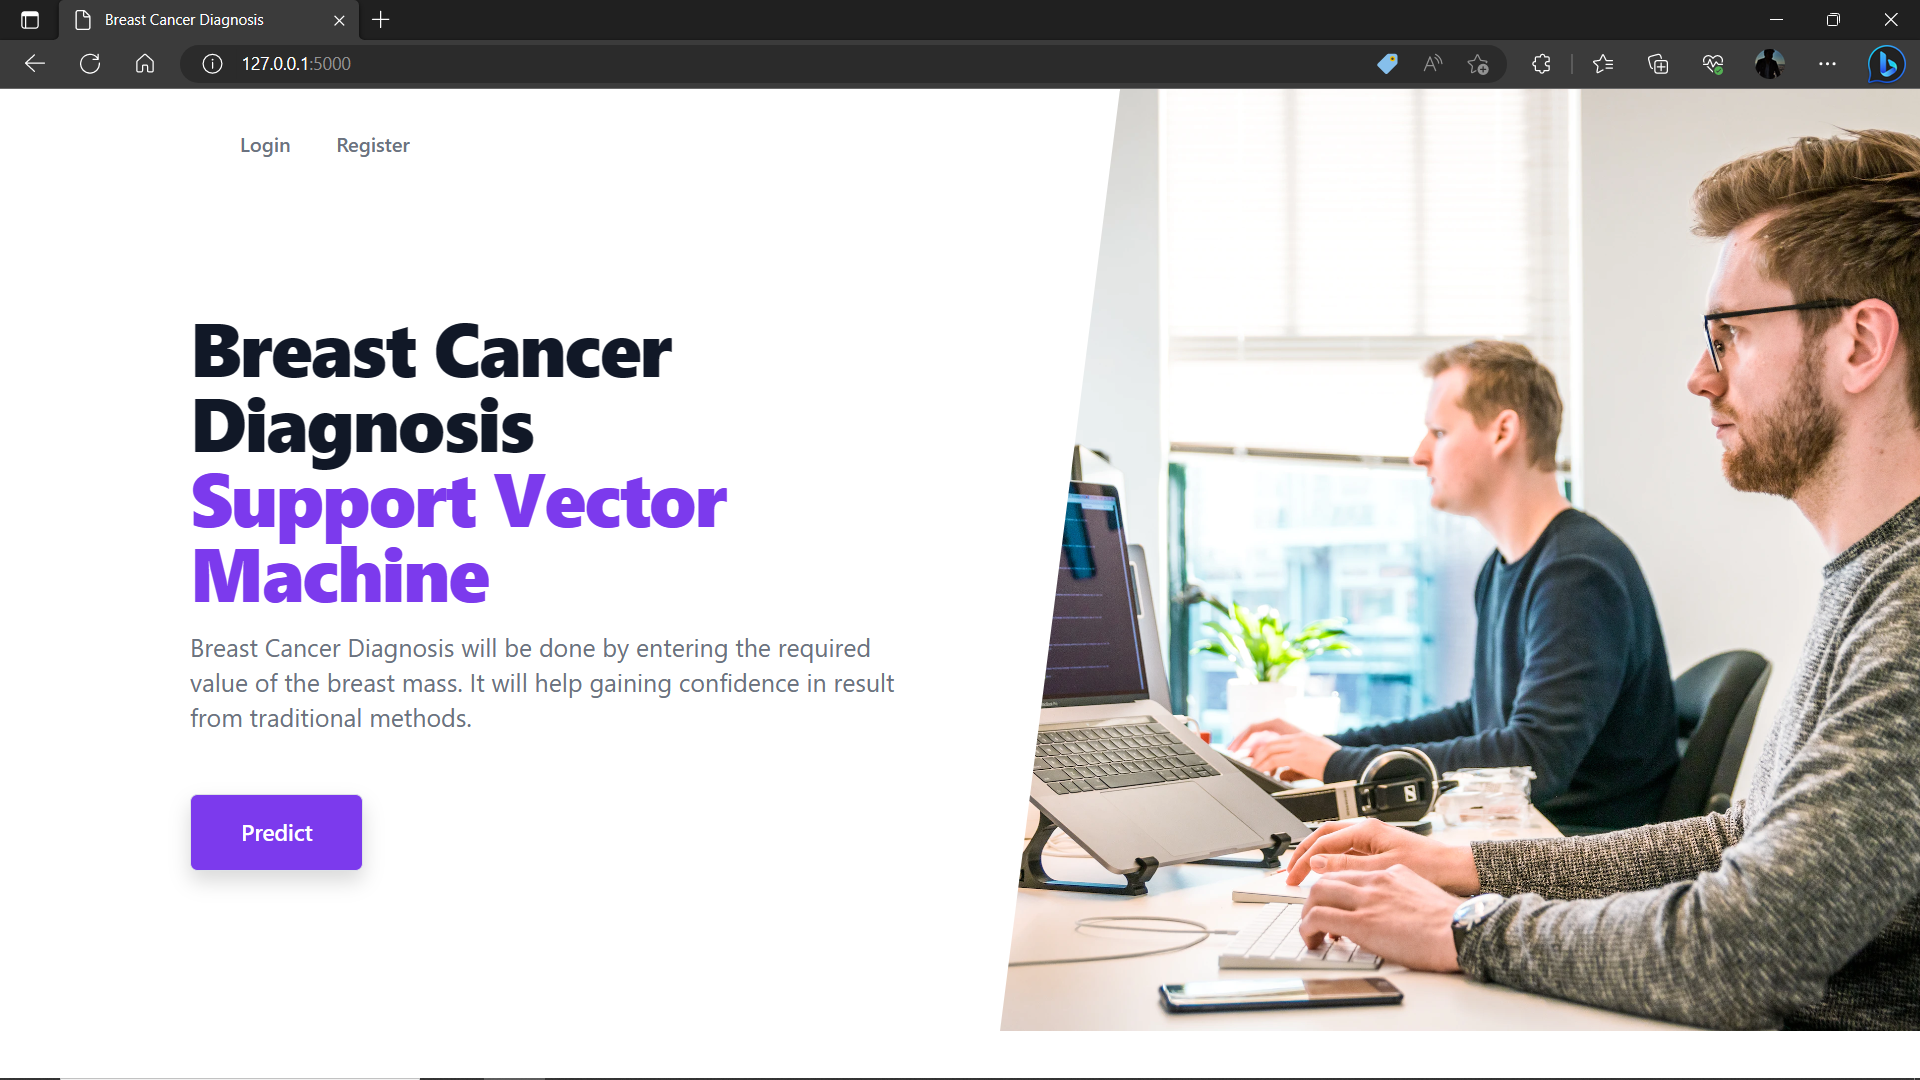 Breast Cancer Diagnosis
127.0.0.1:5000
Login Register
Breast Cancer
Diagnosis
Support Vector
Machine
Breast Cancer Diagnosis will be done by entering the required
value of the breast mass. It will help gaining confidence in result
from traditional methods.
Predict